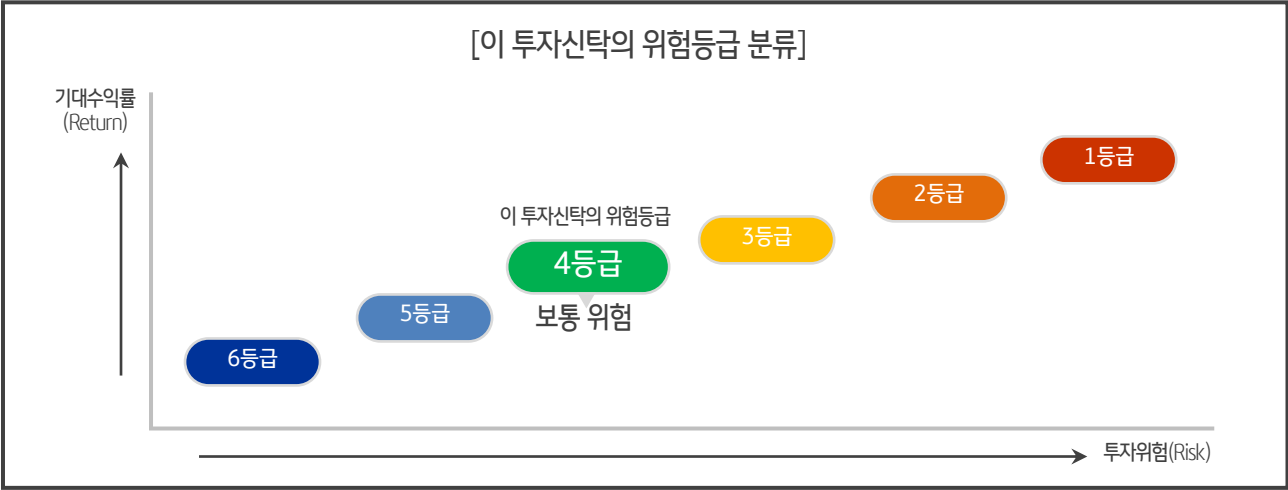 [이 투자신탁의 위험등급 분류]
기대수익률
(Return)
1등급
2등급
이 투자신탁의 위험등급
3등급
4등급
5등급
보통 위험
6등급
투자위험(Risk)